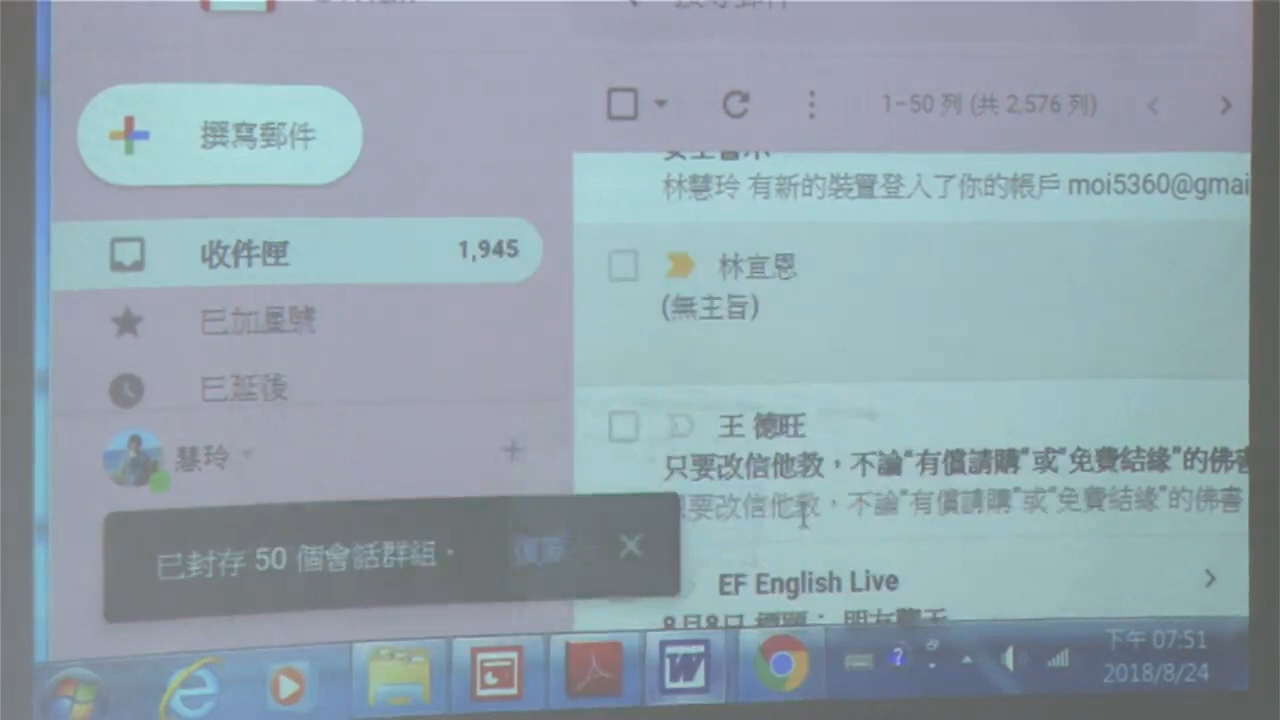 撰寫郵件
1-50 列 (共 2,576 列)
林慧玲 有新的裝置登入了你的帳戶 moi5360@gmai
收件匣 1,945
林宣恩
(無主旨)
已加星號
已延後
王 德旺
慧玲
只要改信他教，不論“有償請購”或“免費結緣”的佛書
只要改信他教，不論“有償請購”或“免費結緣”的佛書
已封存 50 個會話群組。
EF English Live
8月8日
下午 07:51
2018/8/24